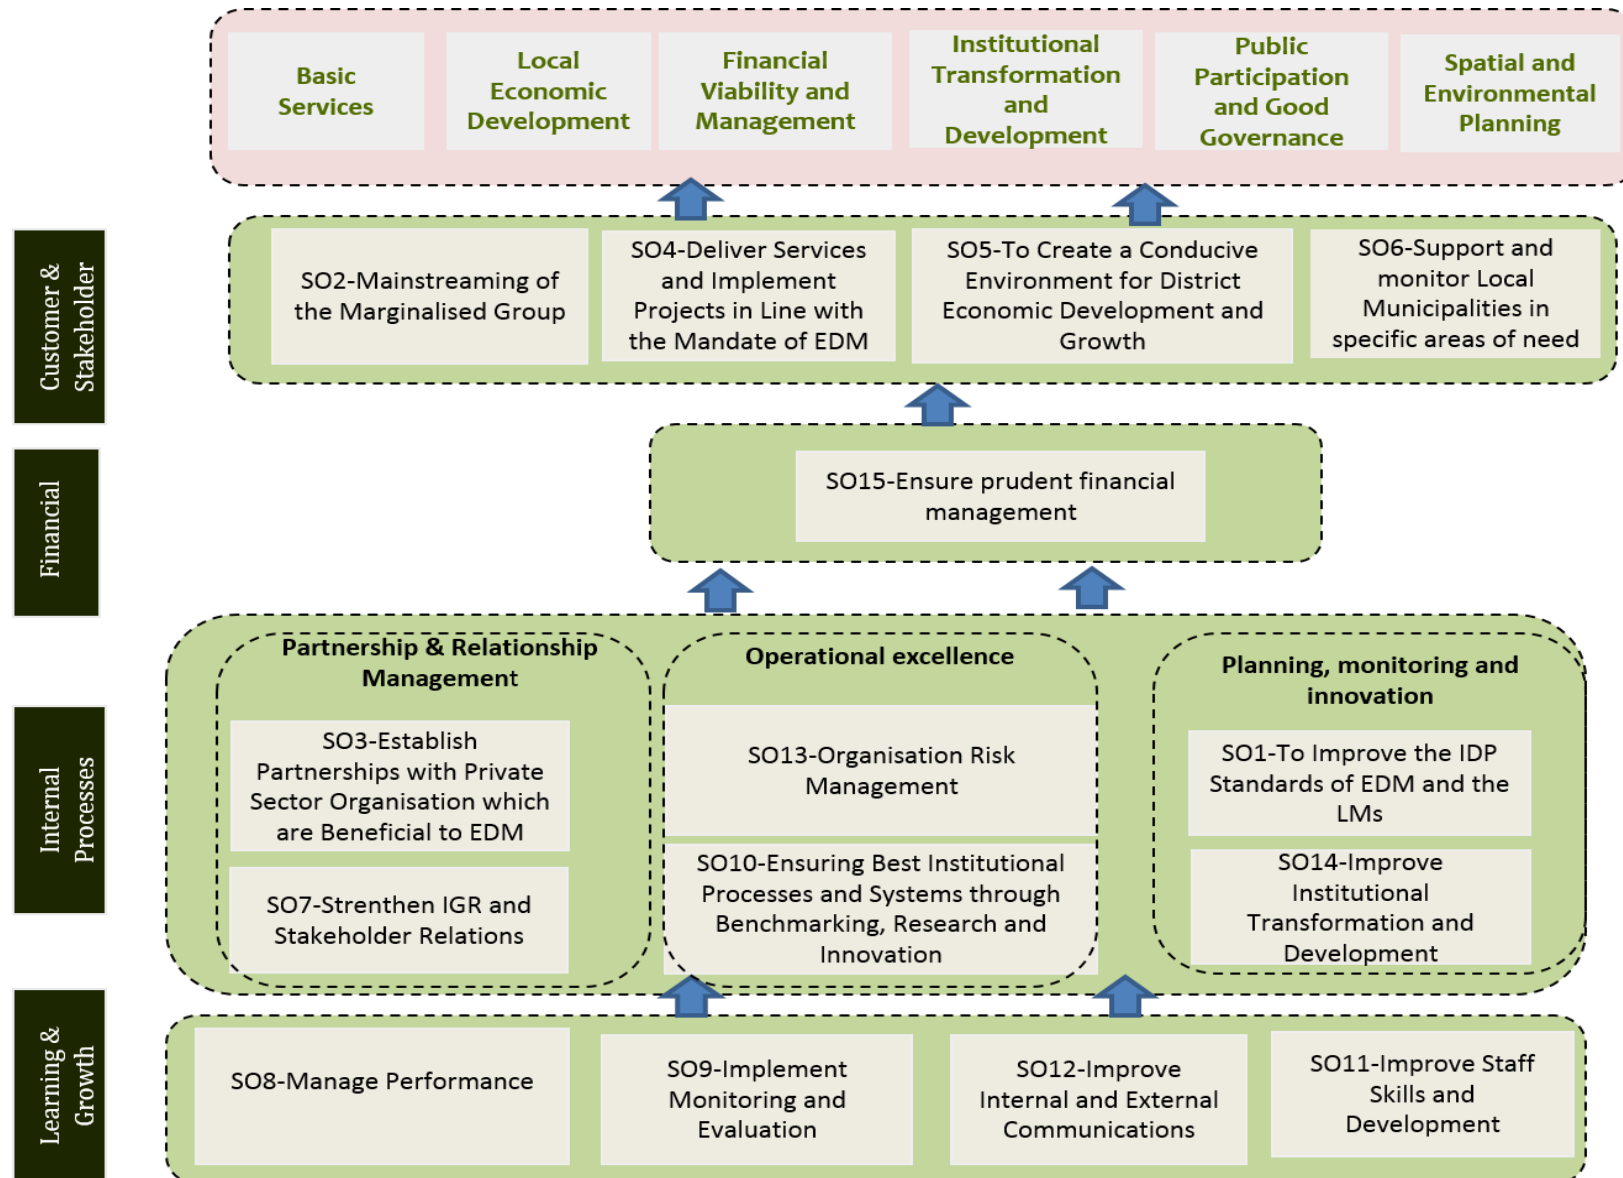 Basic
Services
Local
Economic
Development
Financial
Viability and
Management
Institutional
Transformation
and
Development
Public
Participation
and Good
Governance
Spatial and
Environmental
Planning
Customer &
Stakeholder
SO2-Mainstreaming of
the Marginalised Group
SO4-Deliver Services
and Implement
Projects in Line with
the Mandate of EDM
SO5-To Create a Conducive
Environment for District
Economic Development and
Growth
SO6-Support and
monitor Local
Municipalities in
specific areas of need
Financial
SO15-Ensure prudent financial
management
Internal
Processes
Partnership & Relationship
Management
SO3-Establish
Partnerships with Private
Sector Organisation which
are Beneficial to EDM
SO7-Strenthen IGR and
Stakeholder Relations
Operational excellence
SO13-Organisation Risk
Management
SO10-Ensuring Best Institutional
Processes and Systems through
Benchmarking, Research and
Innovation
Planning, monitoring and
innovation
SO1-To Improve the IDP
Standards of EDM and the
LMs
SO14-Improve
Institutional
Transformation and
Development
Learning &
Growth
SO8-Manage Performance
SO9-Implement
Monitoring and
Evaluation
SO12-Improve
Internal and External
Communications
SO11-Improve Staff
Skills and
Development